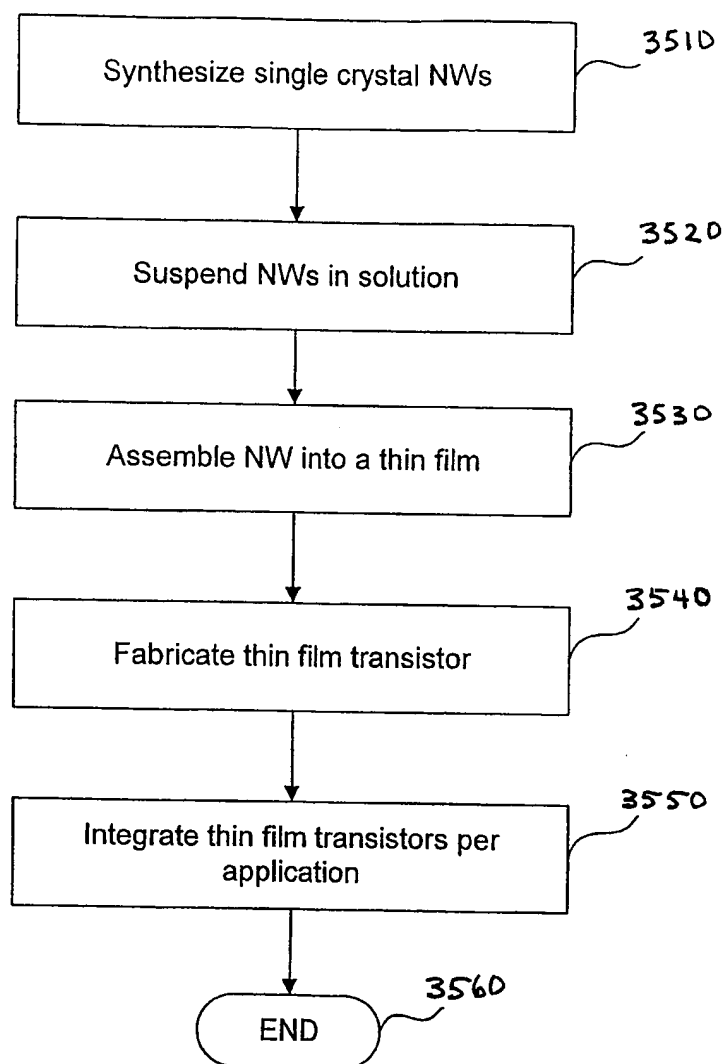 3510
Synthesize single crystal NWs
3520
Suspend NWs in solution
3530
Assemble NW into a thin film
3540
Fabricate thin film transistor
3550
Integrate thin film transistors per
application
3560
END